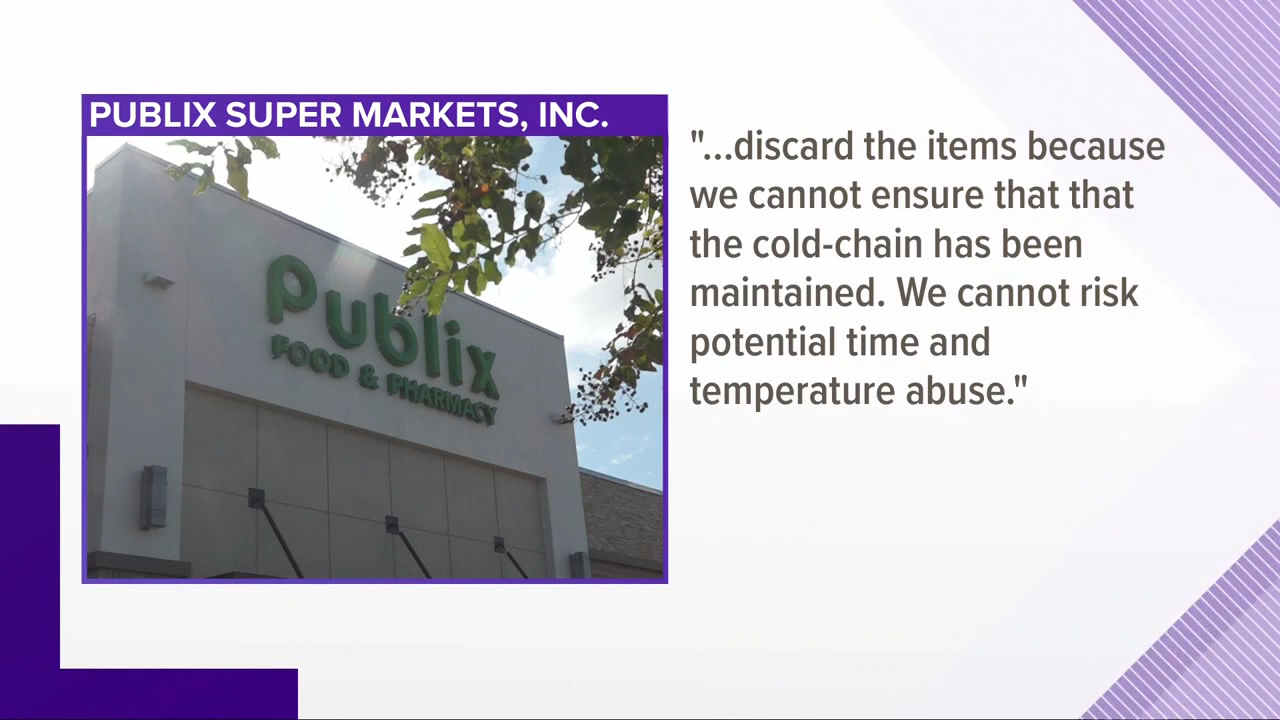 PUBLIX SUPER MARKETS, INC.
Publix
FOOD & PHARMACY
"...discard the items because
we cannot ensure that that
the cold-chain has been
maintained. We cannot risk
potential time and
temperature abuse."